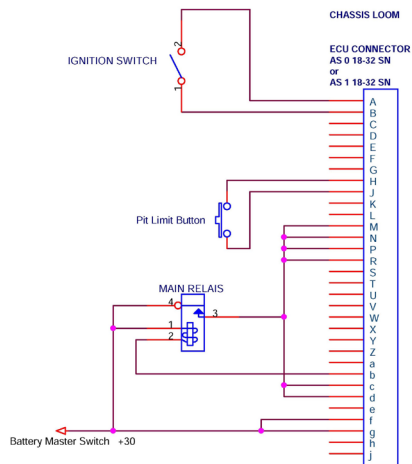 CHASSIS LOOM
ECU CONNECTOR
AS 0 18-32 SN
or
AS 1 18-32 SN
IGNITION SWITCH
2
1
A
B
C
D
E
F
G
H
J
K
L
M
N
P
R
S
T
U
V
W
X
Y
Z
a
b
c
d
e
f
g
h
j
Pit Limit Button
MAIN RELAIS
4
3
1
2
Battery Master Switch +30